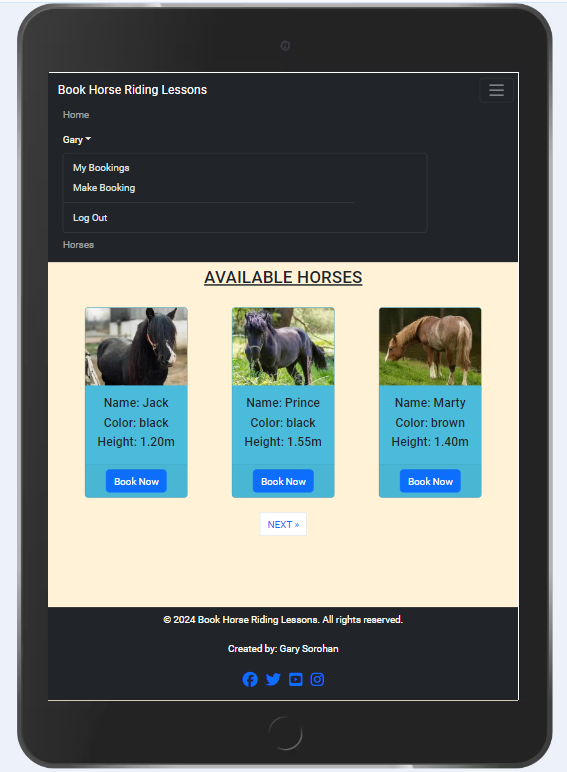 Book Horse Riding Lessons
Home
Gary
My Bookings
Make Booking
Log Out
Horses
AVAILABLE HORSES
Name: Jack
Color: black
Height: 1.20m
Book Now
Name: Prince
Color: black
Height: 1.55m
Book Now
Name: Marty
Color: brown
Height: 1.40m
Book Now
NEXT »
© 2024 Book Horse Riding Lessons. All rights reserved.
Created by: Gary Sorohan